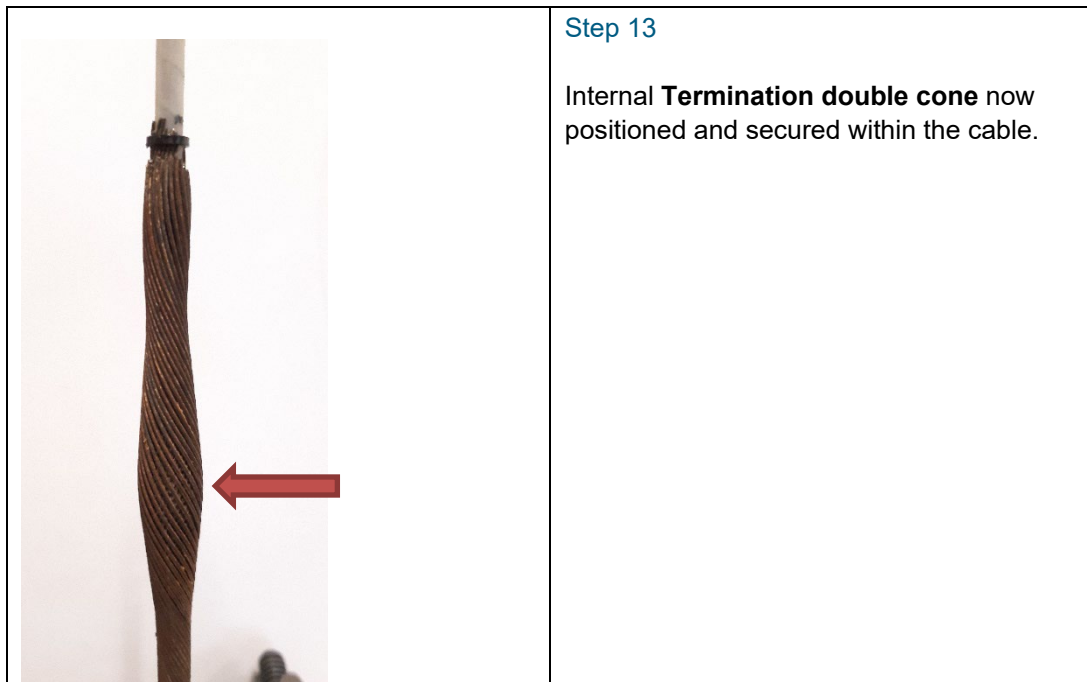 Step 13
Internal Termination double cone now
positioned and secured within the cable.